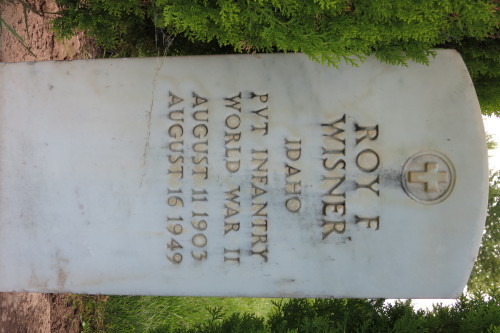 ROY F
WISNER
IDAHO
PVT INFANTRY
WORLD WAR II
AUGUST 11 1903
AUGUST 16 1949